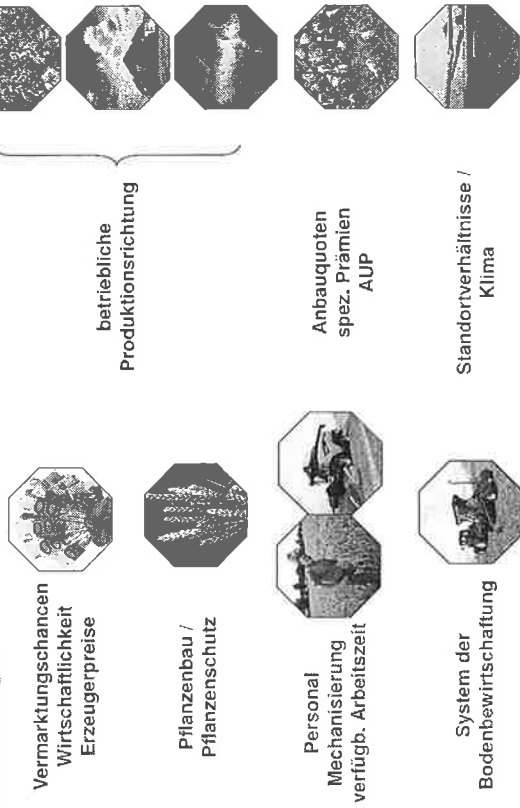 Vermarktungschancen
Wirtschaftlichkeit
Erzeugerpreise
Pflanzenbau /
Pflanzenschutz
Personal
Mechanisierung
verfügb. Arbeitszeit
System der
Bodenbewirtschaftung
betriebliche
Produktionsrichtung
Anbauquoten
spez. Prämien
AUP
Standortverhältnisse /
Klima